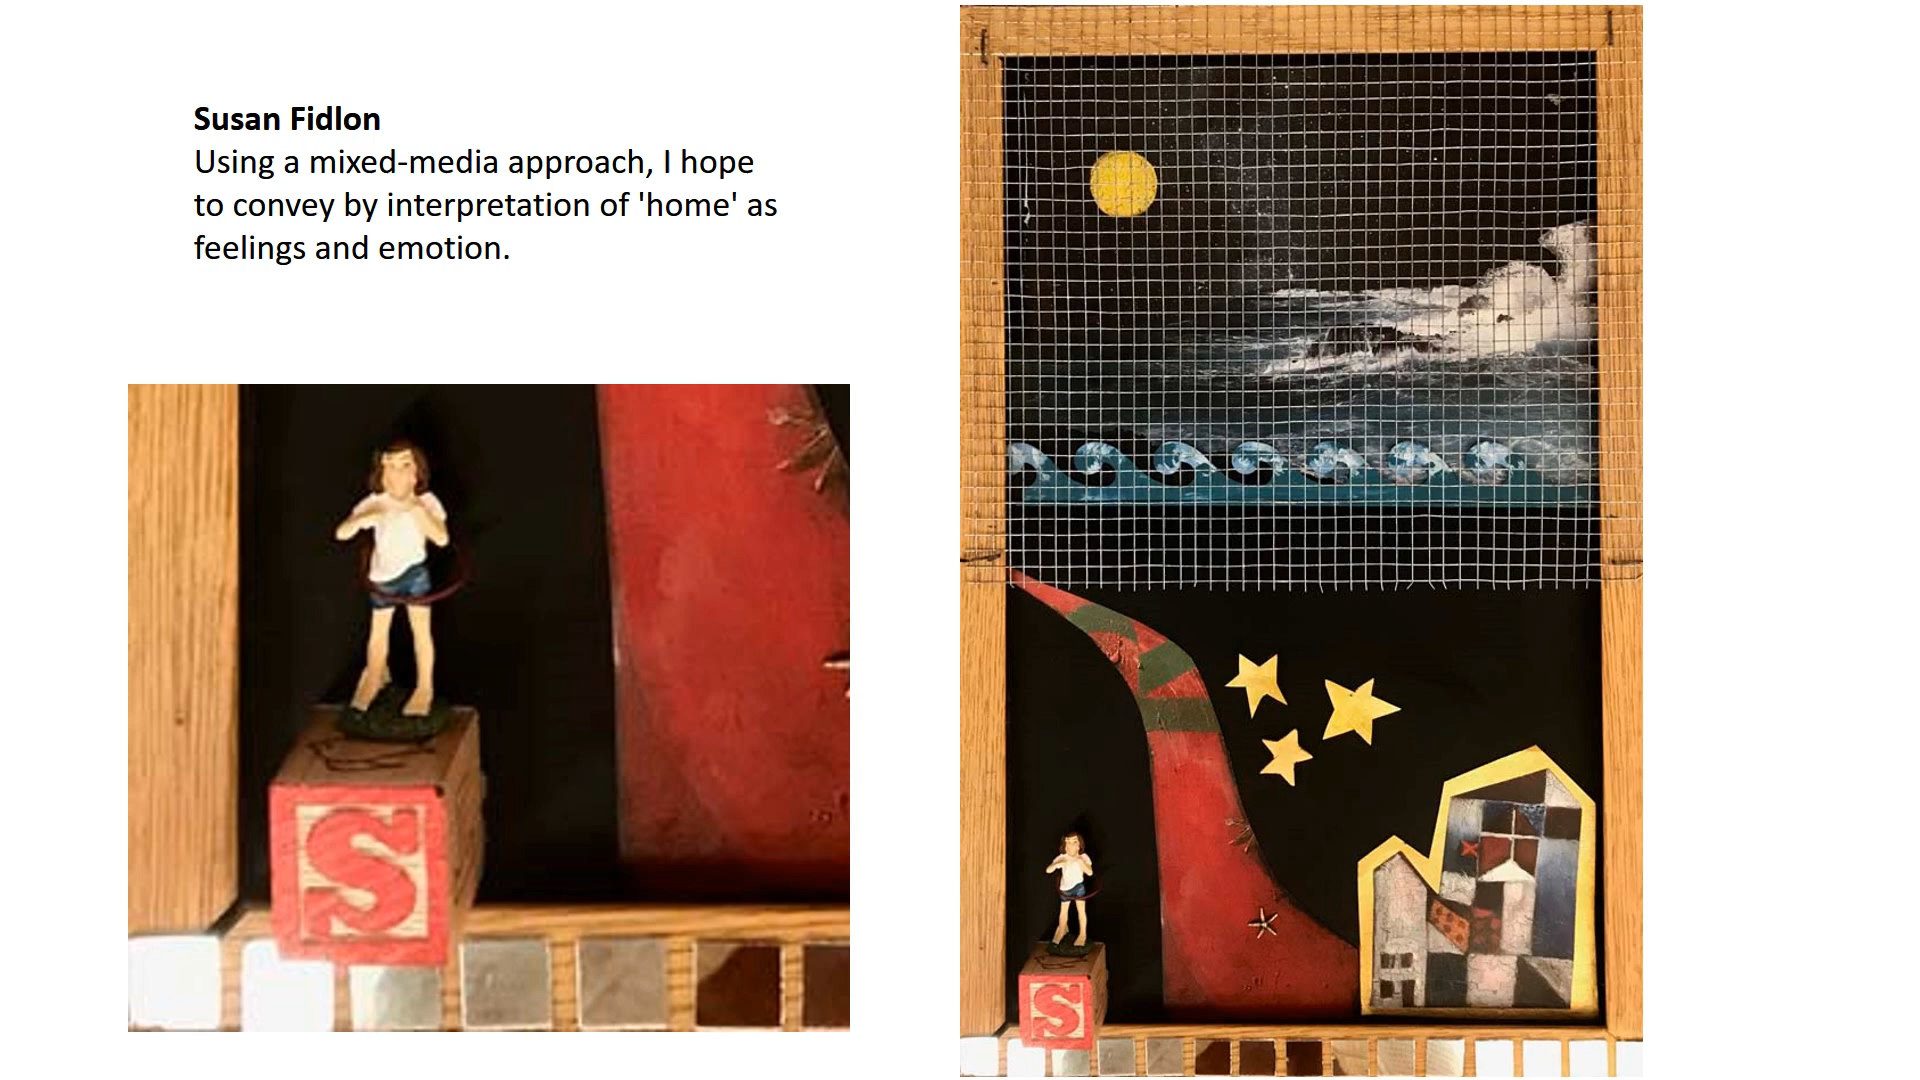 Susan Fidlon
Using a mixed-media approach, I hope
to convey by interpretation of 'home' as
feelings and emotion.
S
S